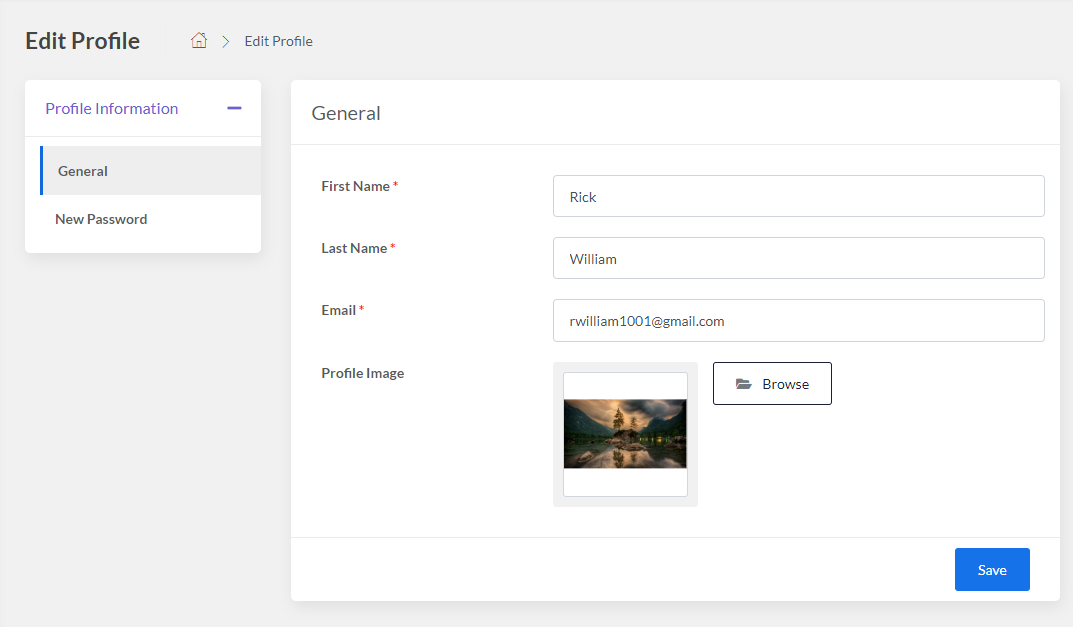 Edit Profile
Edit Profile
Profile Information
General
New Password
General
First Name *
Rick
Last Name *
William
Email *
rwilliam1001@gmail.com
Profile Image
Browse
Save